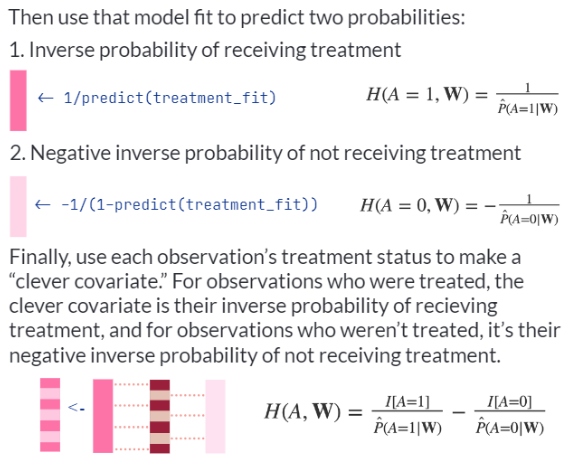 Then use that model fit to predict two probabilities:
1. Inverse probability of receiving treatment
← 1/predict(treatment_fit)
H(A = 1, W) = 1 / P̂(A=1|W)
2. Negative inverse probability of not receiving treatment
← -1/(1-predict(treatment_fit))
H(A = 0, W) = − 1 / P̂(A=0|W)
Finally, use each observation’s treatment status to make a
“clever covariate.” For observations who were treated, the
clever covariate is their inverse probability of recieving
treatment, and for observations who weren’t treated, it’s their
negative inverse probability of not receiving treatment.
<-
H(A, W) = I[A=1] / P̂(A=1|W) − I[A=0] / P̂(A=0|W)